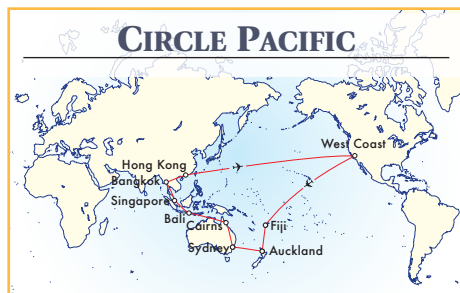 CIRCLE PACIFIC
West Coast
Hong Kong
Bangkok
Singapore
Bali
Cairns
Fiji
Sydney
Auckland